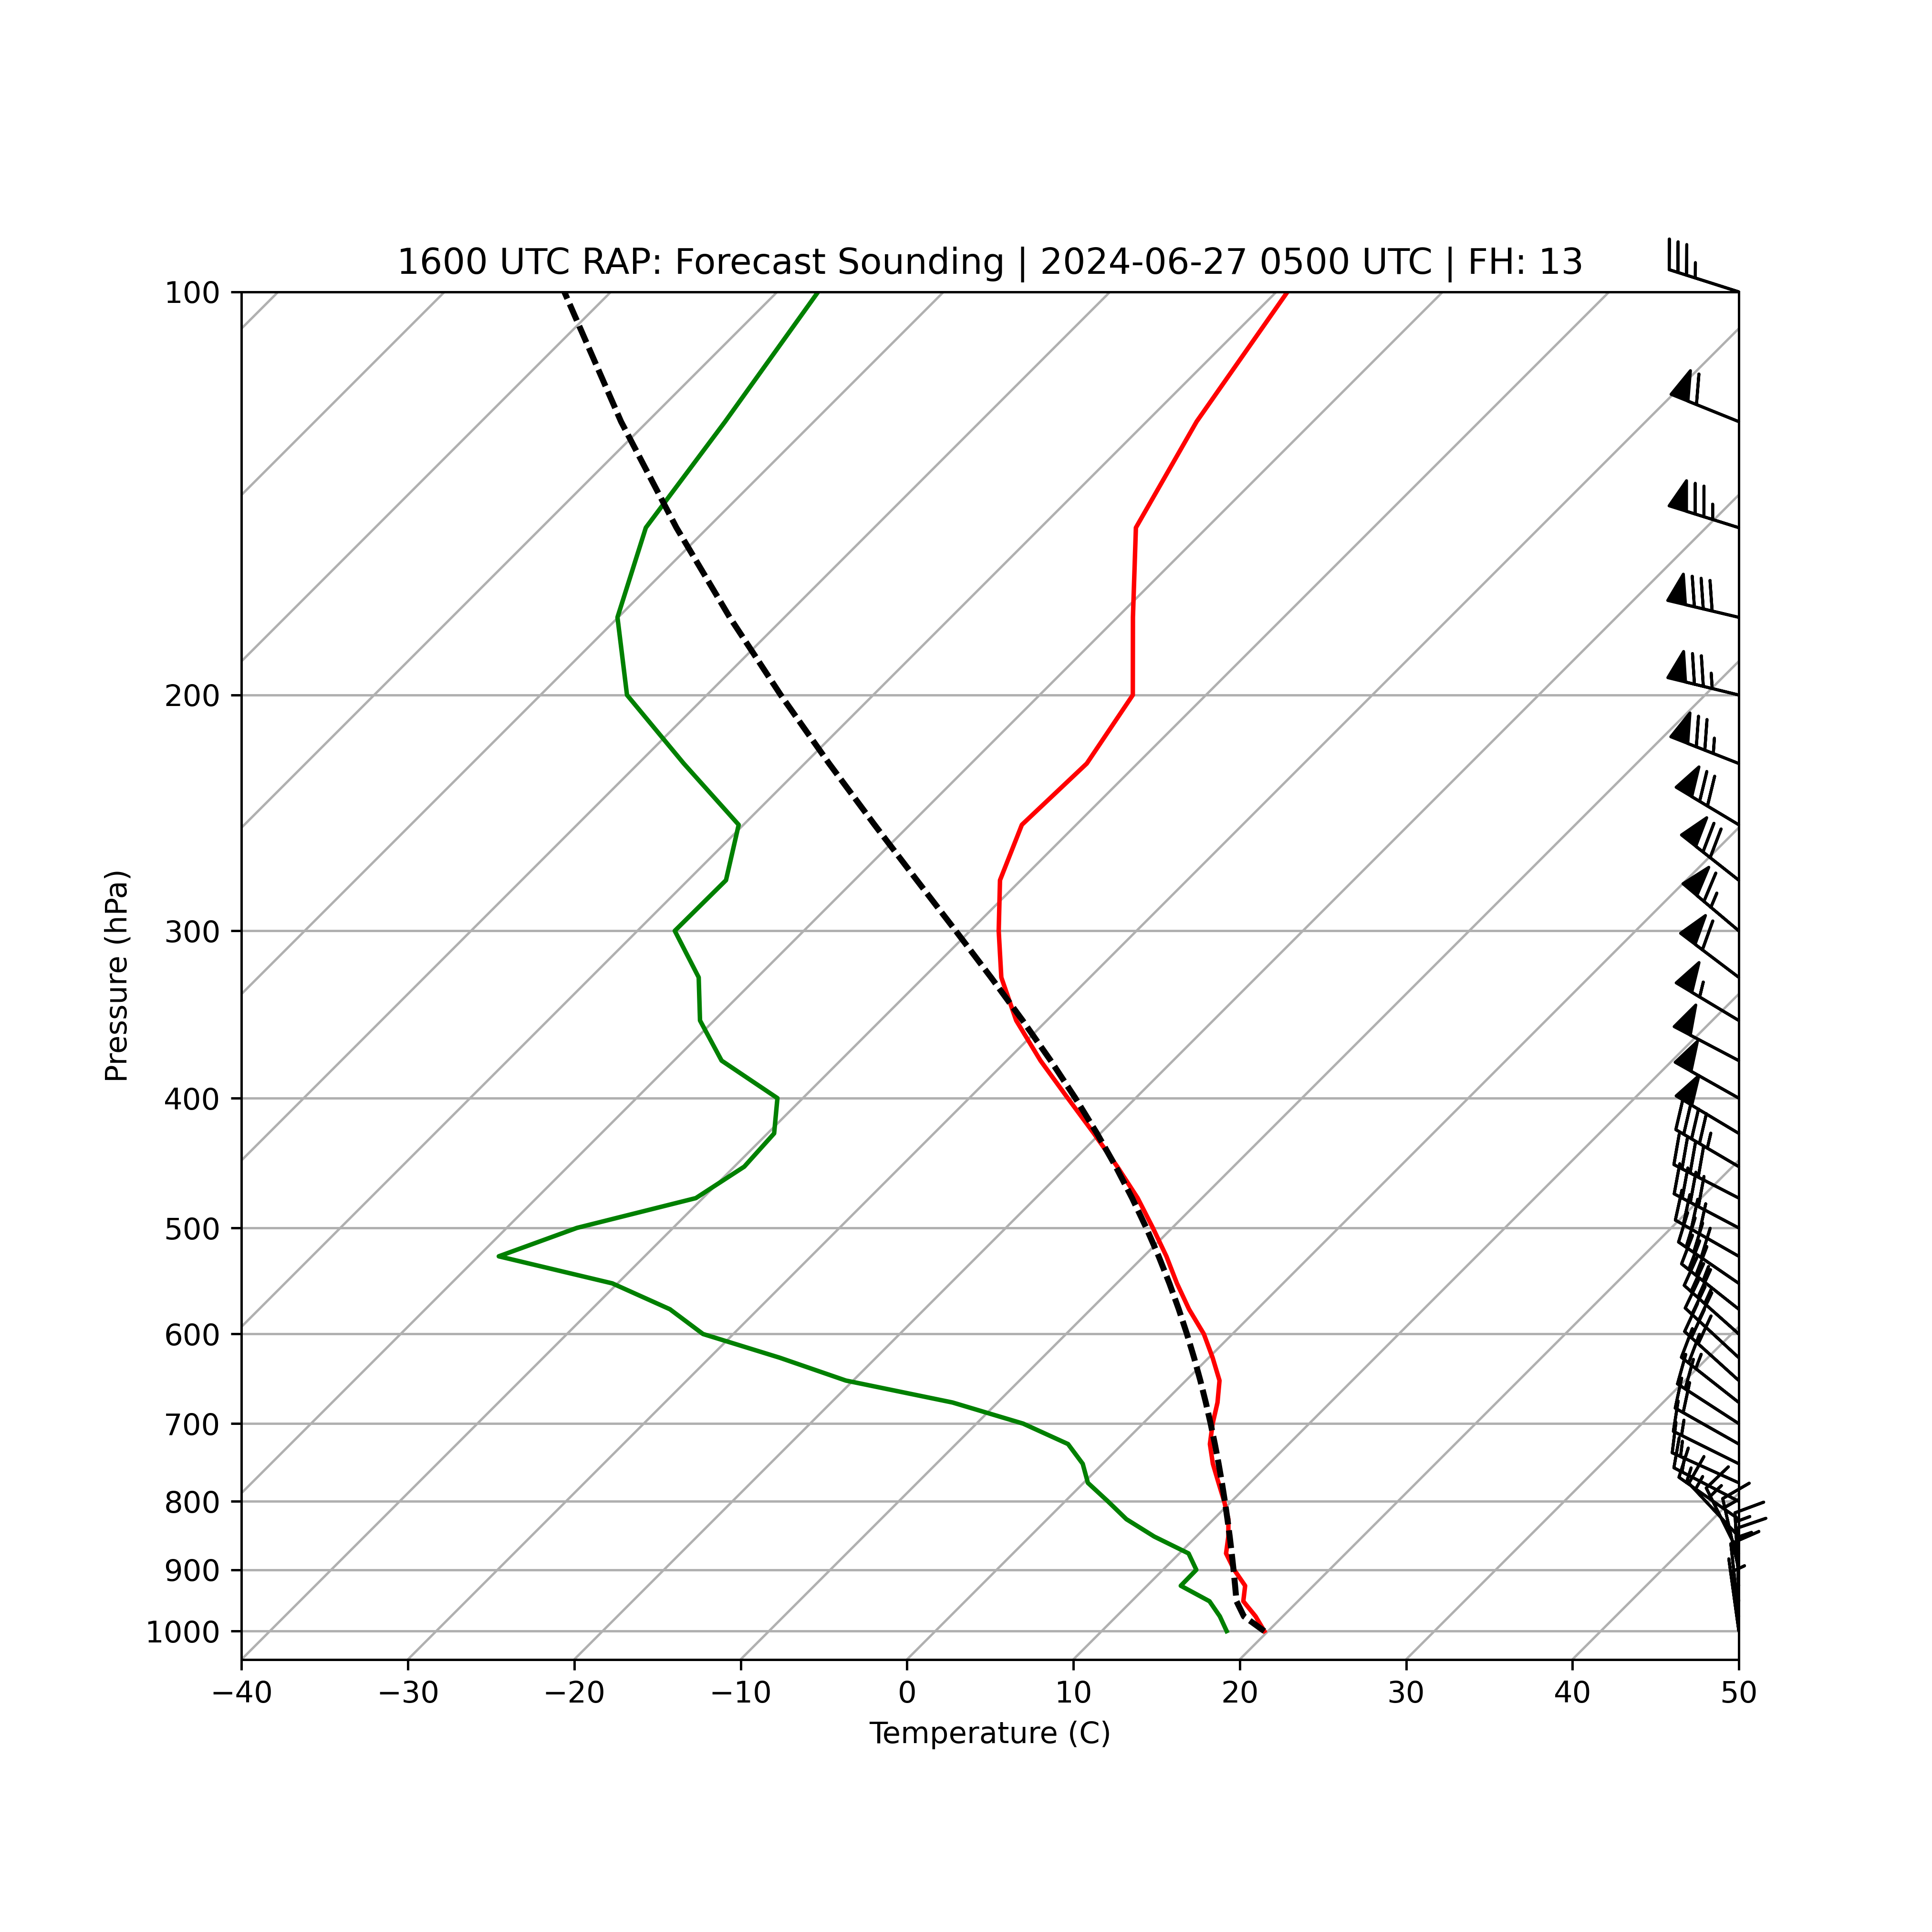 1600 UTC RAP: Forecast Sounding | 2024-06-27 0500 UTC | FH: 13
100
200
300
400
500
600
700
800
900
1000
Pressure (hPa)
−40 −30 −20 −10 0 10 20 30 40 50
Temperature (C)